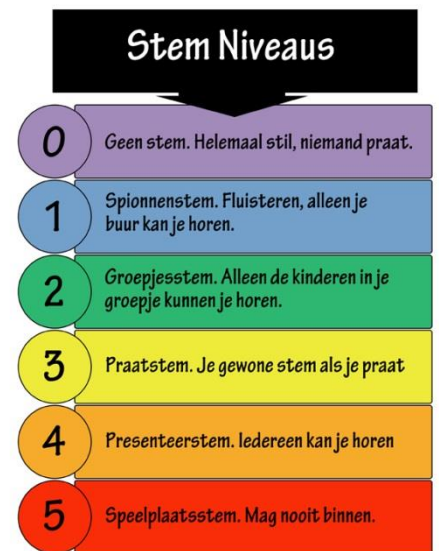 Stem Niveaus
0
Geen stem. Helemaal stil, niemand praat.
1
Spionnenstem. Fluisteren, alleen je
buur kan je horen.
2
Groepjesstem. Alleen de kinderen in je
groepje kunnen je horen.
3
Praatstem. Je gewone stem als je praat
4
Presenteerstem. Iedereen kan je horen
5
Speelplaatsstem. Mag nooit binnen.